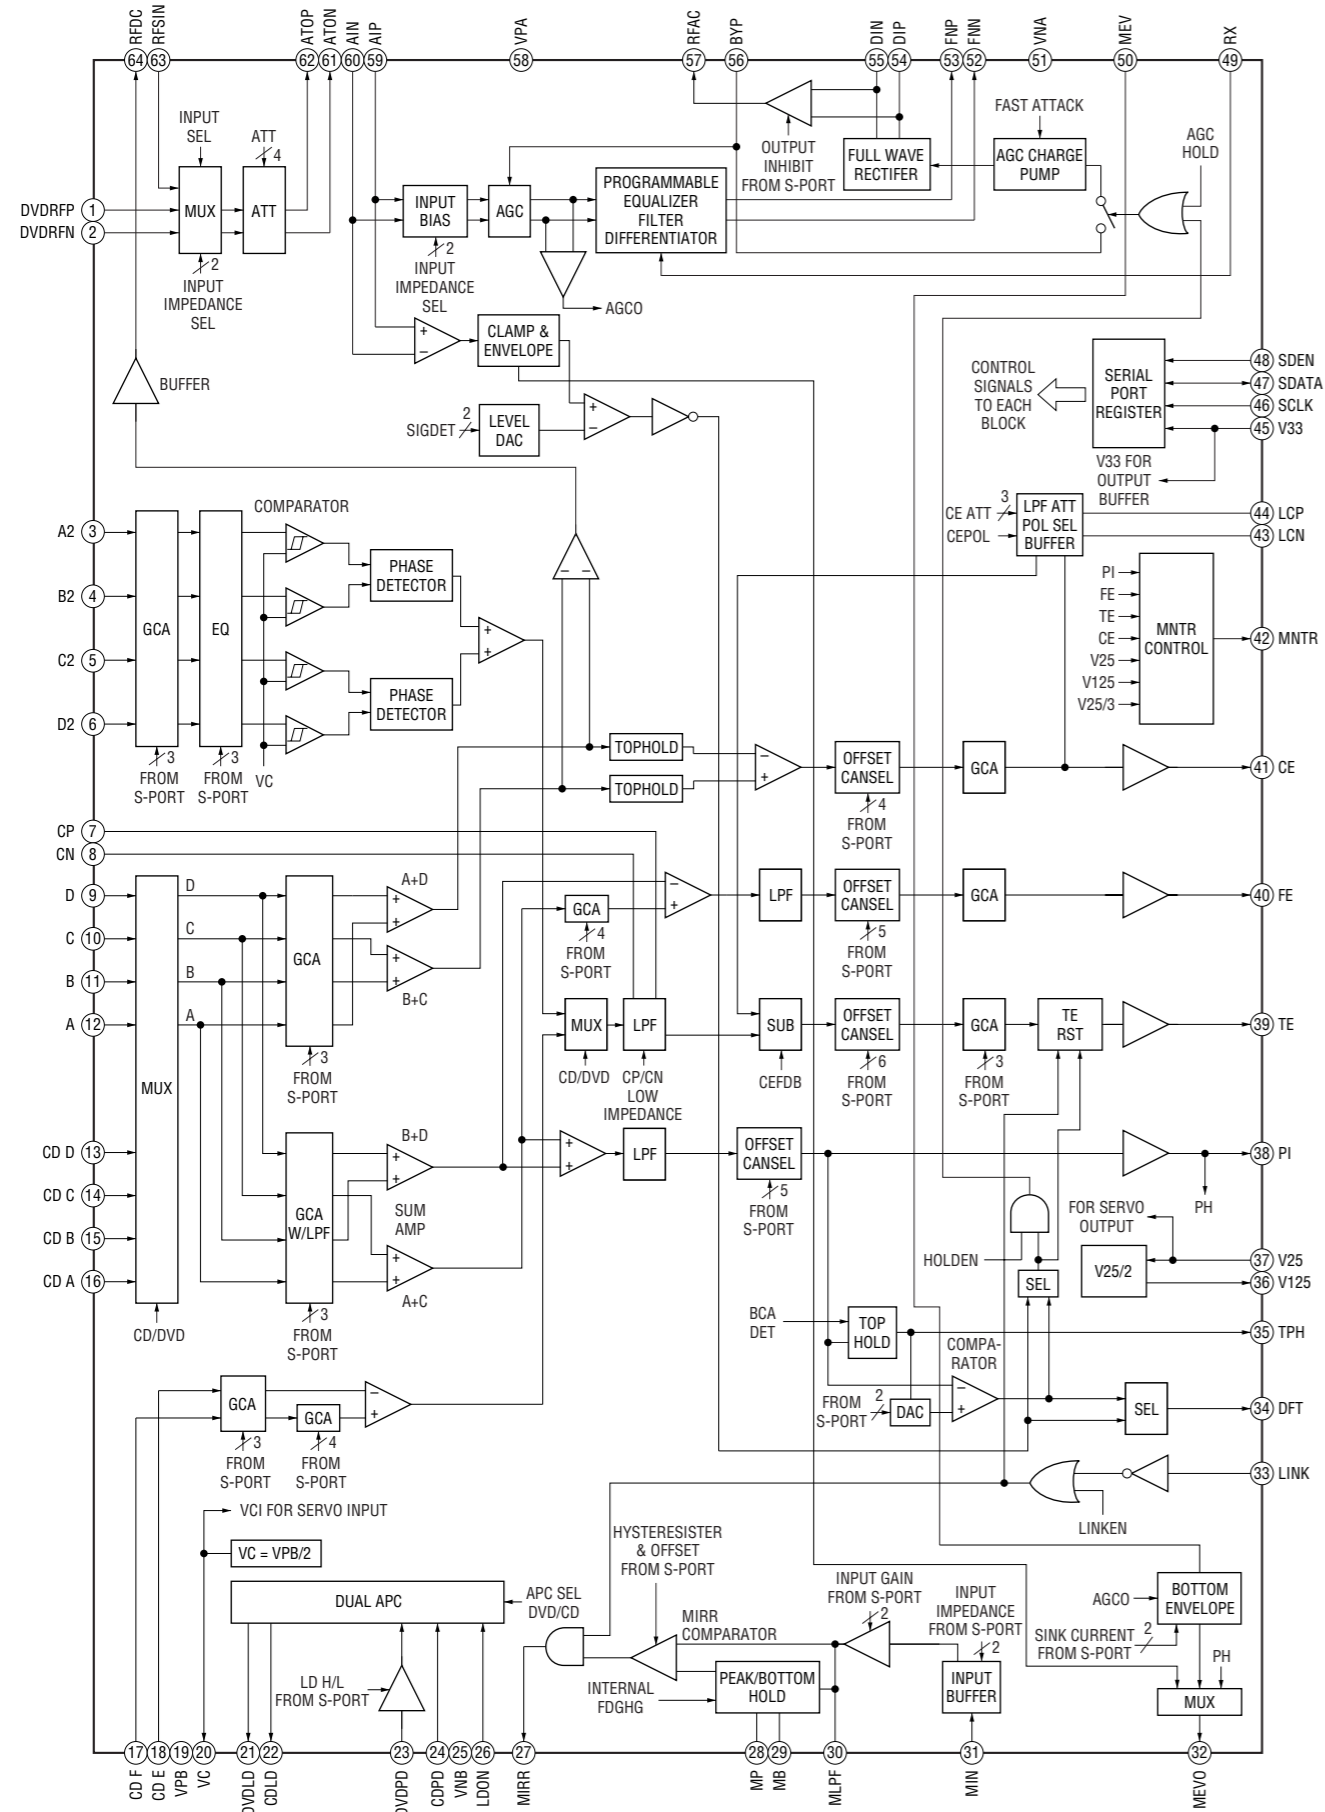 RFDC
RFSIN
ATOP
ATON
AIN
AIP
VPA
RFAC
BYP
DIN
DIP
FNP
FNN
VNA
MEV
RX
64
63
62
61
60
59
58
57
56
55
54
53
52
51
50
49
INPUT
SEL
ATT
4
DVDRFP 1
DVDRFN 2
MUX
ATT
2
INPUT
IMPEDANCE
SEL
INPUT
BIAS
2
INPUT
IMPEDANCE
SEL
AGC
AGCO
PROGRAMMABLE
EQUALIZER
FILTER
DIFFERENTIATOR
OUTPUT
INHIBIT
FROM S-PORT
FULL WAVE
RECTIFER
FAST ATTACK
AGC CHARGE
PUMP
AGC
HOLD
+
−
CLAMP &
ENVELOPE
BUFFER
SIGDET
2
LEVEL
DAC
+
−
CONTROL
SIGNALS
TO EACH
BLOCK
SERIAL
PORT
REGISTER
48 SDEN
47 SDATA
46 SCLK
45 V33
V33 FOR
OUTPUT
BUFFER
CE ATT
3
CEPOL
LPF ATT
POL SEL
BUFFER
44 LCP
43 LCN
PI
FE
TE
CE
V25
V125
V25/3
MNTR
CONTROL
42 MNTR
A2 3
B2 4
C2 5
D2 6
GCA
3
FROM
S-PORT
EQ
3
FROM
S-PORT
COMPARATOR
VC
PHASE
DETECTOR
PHASE
DETECTOR
+
+
− −
TOPHOLD
TOPHOLD
−
+
OFFSET
CANSEL
4
FROM
S-PORT
GCA
41 CE
CP 7
CN 8
D 9
C 10
B 11
A 12
CD D 13
CD C 14
CD B 15
CD A 16
MUX
CD/DVD
D
C
B
A
GCA
3
FROM
S-PORT
A+D
+
+
+
+
B+C
GCA
4
FROM
S-PORT
−
+
LPF
OFFSET
CANSEL
5
FROM
S-PORT
GCA
40 FE
MUX
CD/DVD
LPF
CP/CN
LOW
IMPEDANCE
SUB
CEFDB
OFFSET
CANSEL
6
FROM
S-PORT
GCA
3
FROM
S-PORT
TE
RST
39 TE
GCA
W/LPF
3
FROM
S-PORT
B+D
+
+
SUM
AMP
+
+
A+C
+
+
LPF
OFFSET
CANSEL
5
FROM
S-PORT
38 PI
PH
FOR SERVO
OUTPUT
HOLDEN
SEL
V25/2
37 V25
36 V125
BCA
DET
TOP
HOLD
35 TPH
COMPA-
RATOR
−
+
FROM
S-PORT
2
DAC
SEL
34 DFT
GCA
3
FROM
S-PORT
GCA
4
FROM
S-PORT
−
+
33 LINK
LINKEN
VCI FOR SERVO INPUT
VC = VPB/2
DUAL APC
APC SEL
DVD/CD
LD H/L
FROM S-PORT
HYSTERESISTER
& OFFSET
FROM S-PORT
MIRR
COMPARATOR
INTERNAL
FDGHG
PEAK/BOTTOM
HOLD
INPUT GAIN
FROM S-PORT
2
INPUT
IMPEDANCE
FROM S-PORT
2
INPUT
BUFFER
AGCO
BOTTOM
ENVELOPE
SINK CURRENT
FROM S-PORT
2
PH
MUX
17
18
19
20
21
22
23
24
25
26
27
28
29
30
31
32
CD F
CD E
VPB
VC
DVDLD
CDLD
DVDPD
CDPD
VNB
LDON
MIRR
MP
MB
MLPF
MIN
MEVO